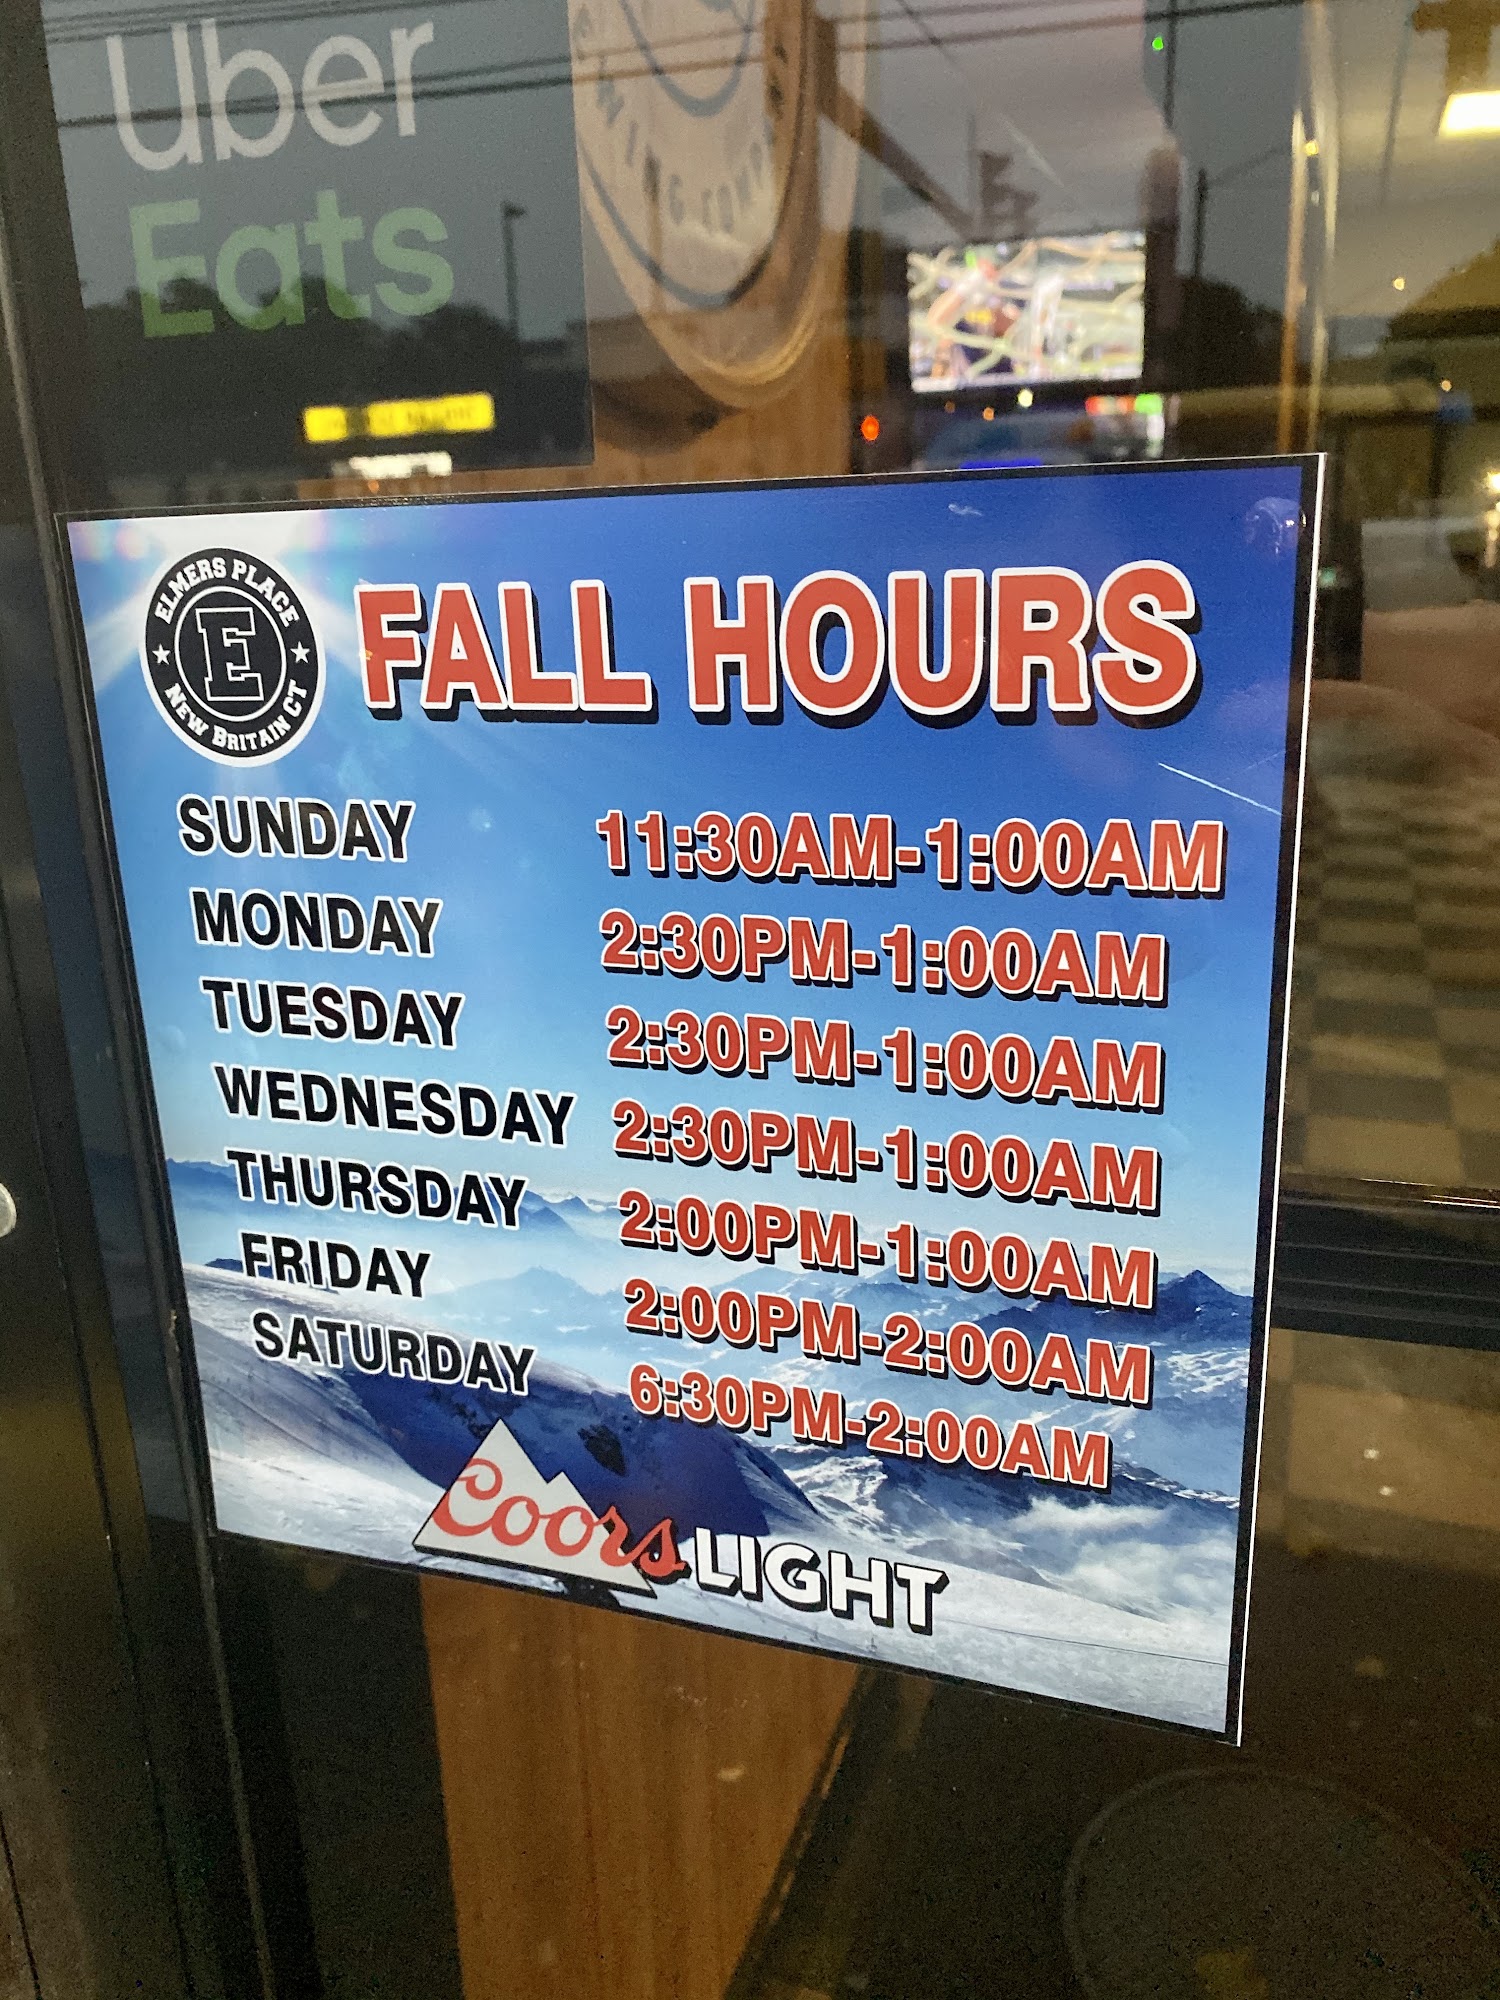 Uber
Eats
ELMERS PLACE
E
NEW BRITAIN CT
FALL HOURS
SUNDAY 11:30AM-1:00AM
MONDAY 2:30PM-1:00AM
TUESDAY 2:30PM-1:00AM
WEDNESDAY 2:30PM-1:00AM
THURSDAY 2:00PM-1:00AM
FRIDAY 2:00PM-2:00AM
SATURDAY 6:30PM-2:00AM
Coors LIGHT